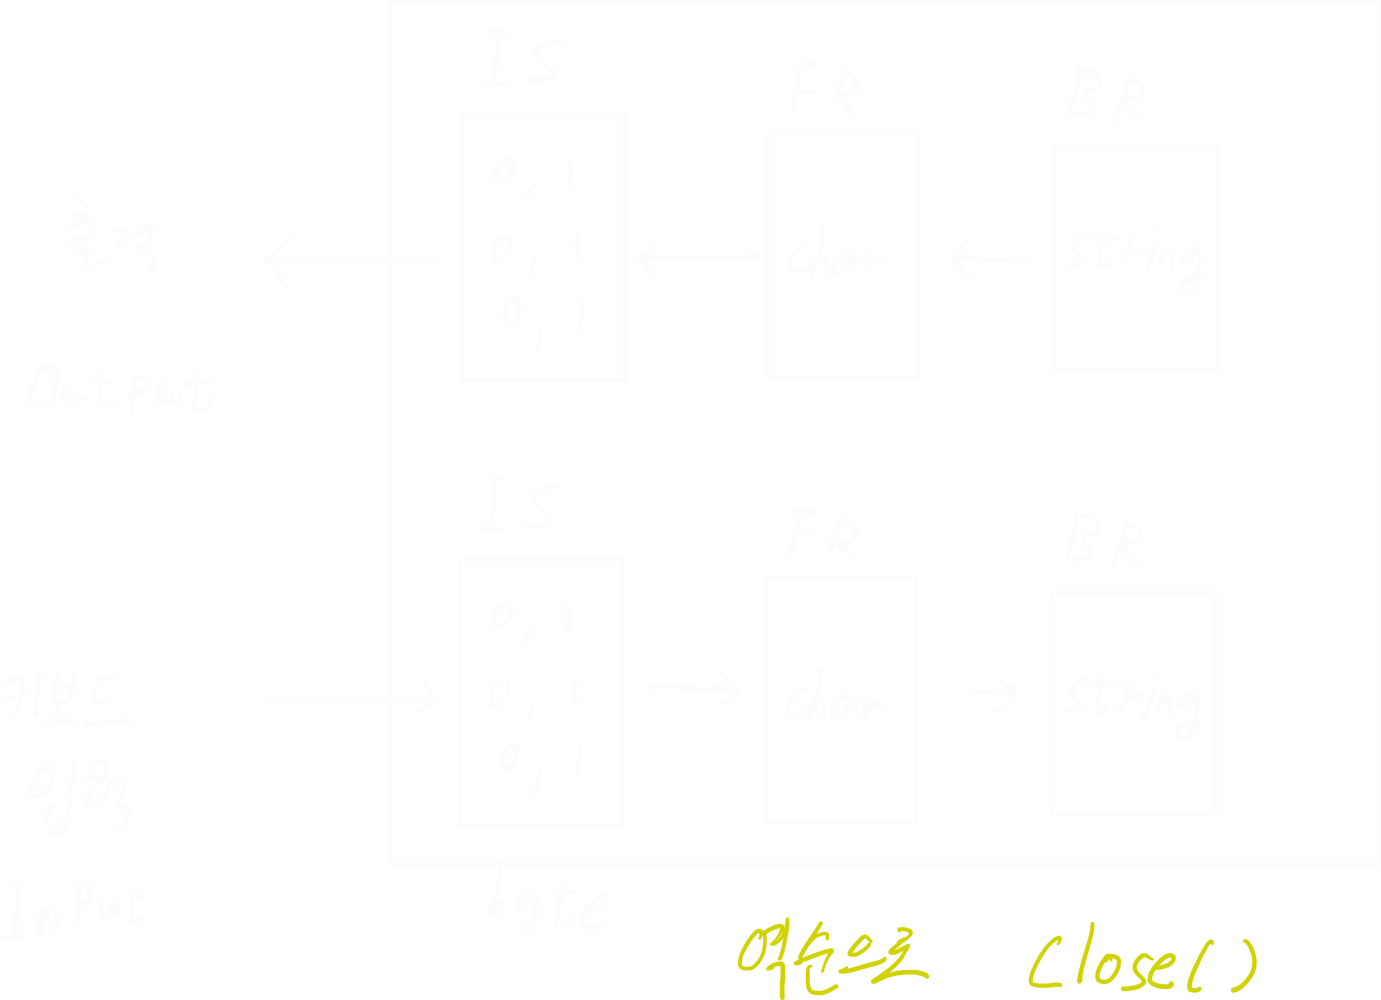 IS
FR
BR
0, 1
0, 1
0, 1
char
string
출력
Output
IS
FR
BR
0, 1
0, 1
0, 1
char
string
키보드
입력
Input
byte
역순으로 Close()